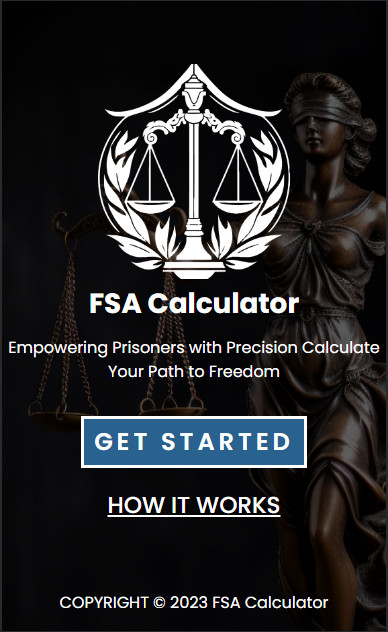 FSA Calculator
Empowering Prisoners with Precision Calculate
Your Path to Freedom
GET STARTED
HOW IT WORKS
COPYRIGHT © 2023 FSA Calculator